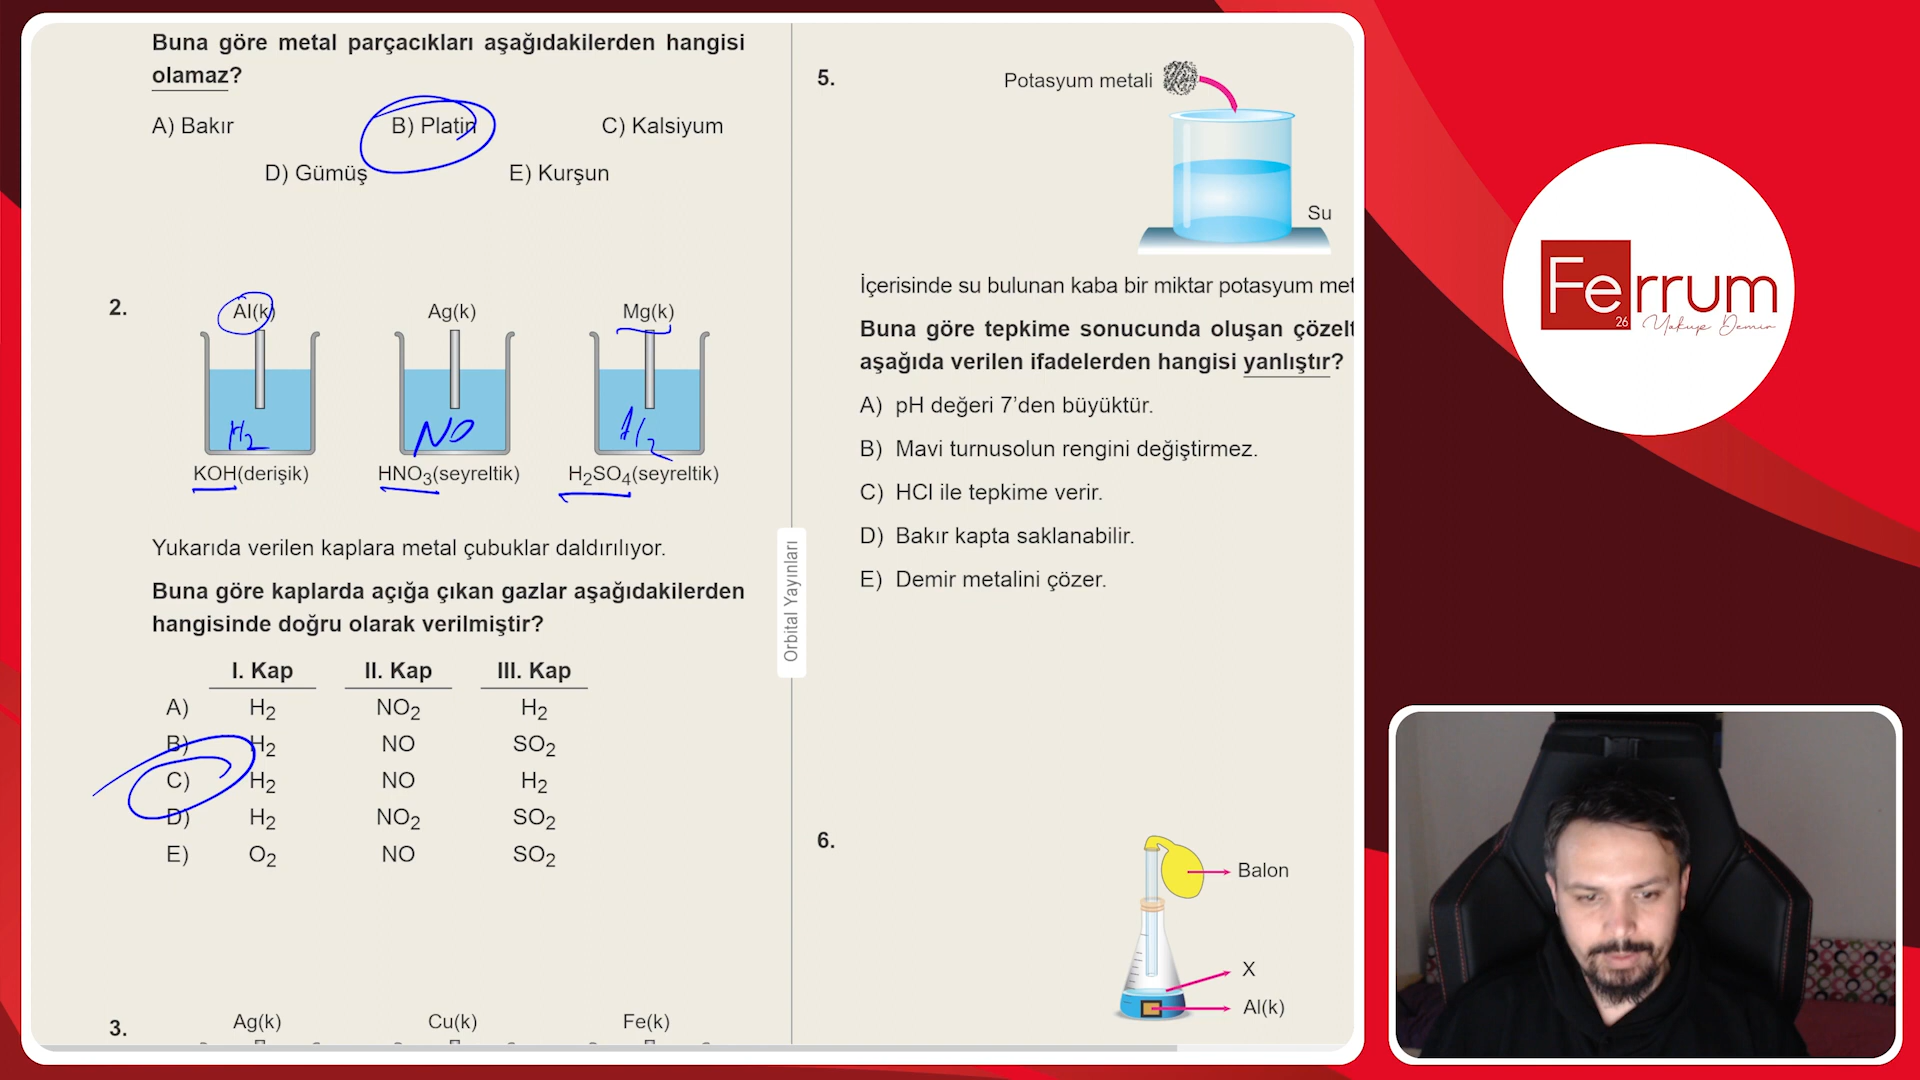 Buna göre metal parçacıkları aşağıdakilerden hangisi
olamaz?
A) Bakır
B) Platin
C) Kalsiyum
D) Gümüş
E) Kurşun
2.
Al(k)
Ag(k)
Mg(k)
H2
NO
KOH(derişik)
HNO3(seyreltik)
H2SO4(seyreltik)
Yukarıda verilen kaplara metal çubuklar daldırılıyor.
Buna göre kaplarda açığa çıkan gazlar aşağıdakilerden
hangisinde doğru olarak verilmiştir?
I. Kap II. Kap III. Kap
A) H2 NO2 H2
B) H2 NO SO2
C) H2 NO H2
D) H2 NO2 SO2
E) O2 NO SO2
3.
Ag(k)
Cu(k)
Fe(k)
Orbital Yayınları
5.
Potasyum metali
Su
İçerisinde su bulunan kaba bir miktar potasyum met
Buna göre tepkime sonucunda oluşan çözelt
aşağıda verilen ifadelerden hangisi yanlıştır?
A) pH değeri 7’den büyüktür.
B) Mavi turnusolun rengini değiştirmez.
C) HCl ile tepkime verir.
D) Bakır kapta saklanabilir.
E) Demir metalini çözer.
6.
Balon
X
Al(k)
Ferrum
26
Yakup Demir